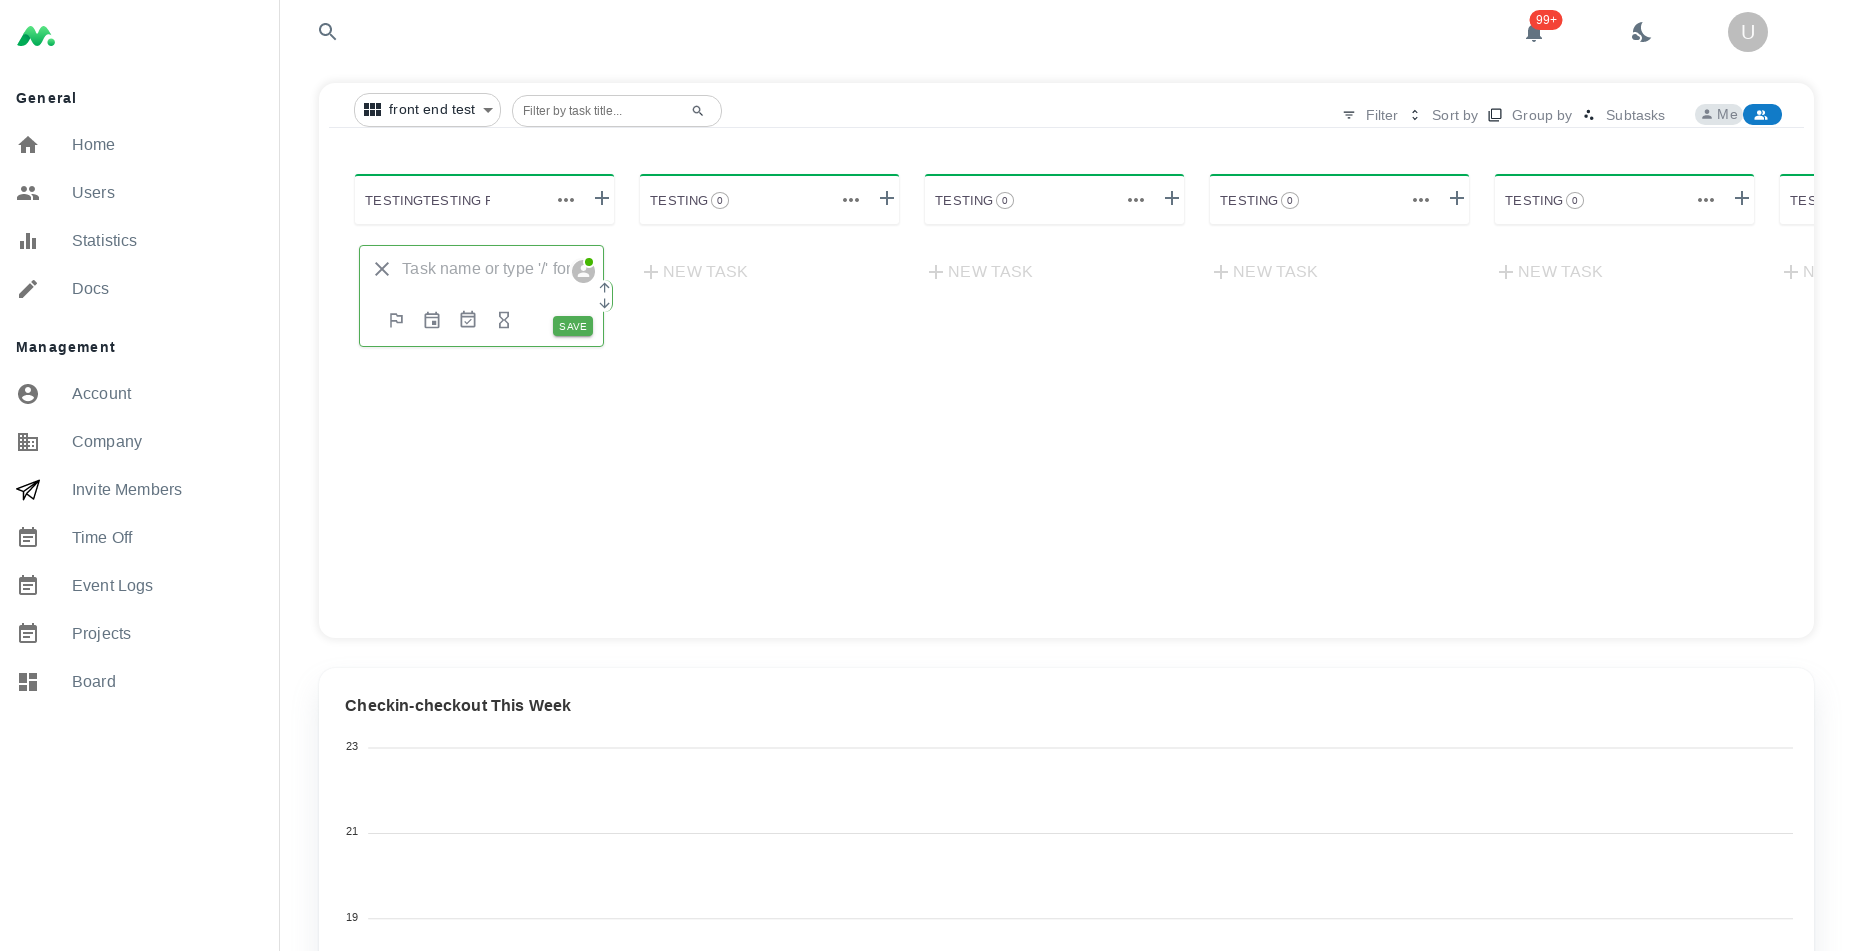 99+
U
General
Home
Users
Statistics
Docs
Management
Account
Company
Invite Members
Time Off
Event Logs
Projects
Board
front end test
Filter by task title...
Filter
Sort by
Group by
Subtasks
Me
TESTINGTESTING
TESTING 0
TESTING 0
TESTING 0
TESTING 0
Task name or type '/' for
SAVE
NEW TASK
NEW TASK
NEW TASK
NEW TASK
Checkin-checkout This Week
23
21
19